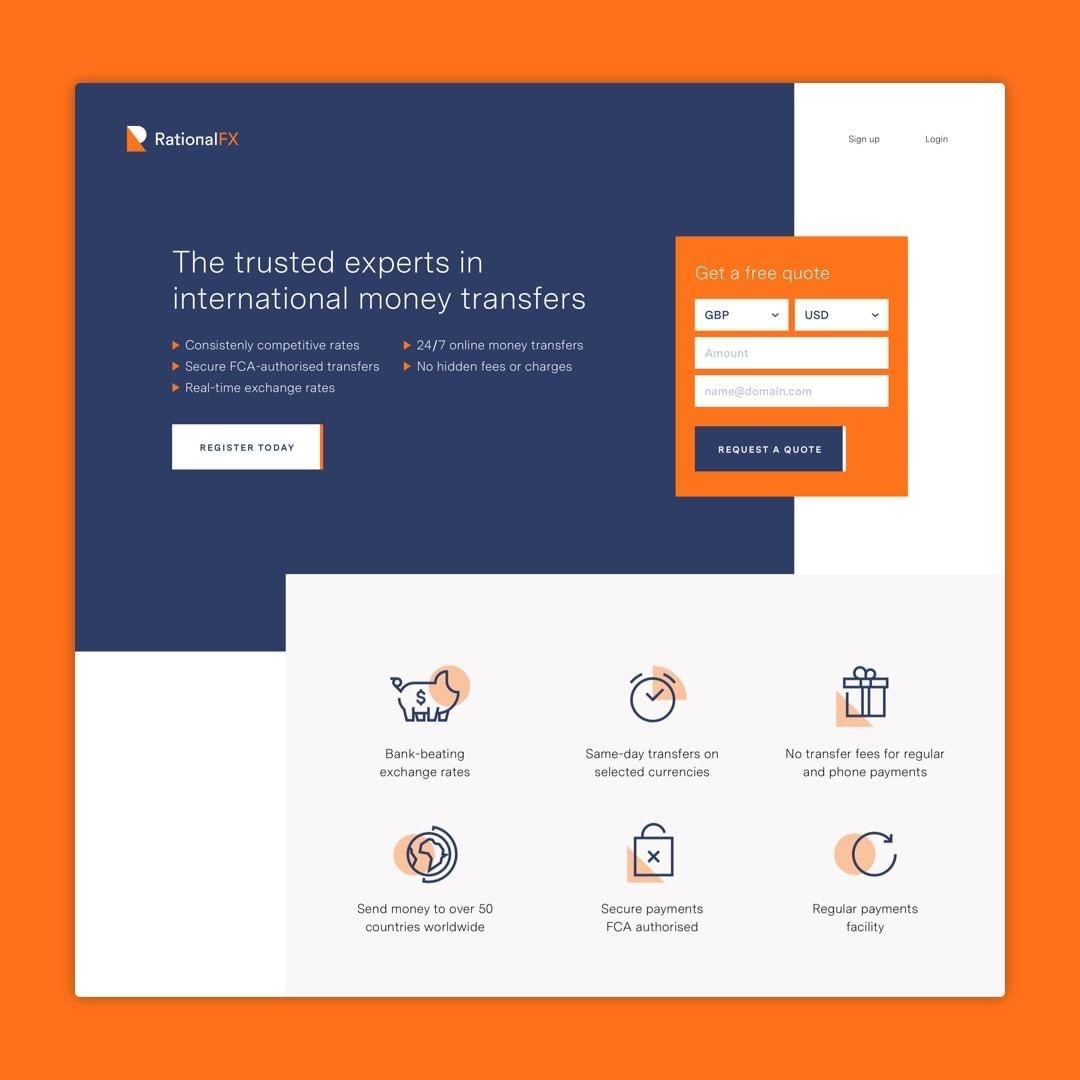 RationalFX
Sign up
Login
The trusted experts in
international money transfers
Consistenly competitive rates
Secure FCA-authorised transfers
Real-time exchange rates
24/7 online money transfers
No hidden fees or charges
REGISTER TODAY
Get a free quote
GBP
USD
Amount
name@domain.com
REQUEST A QUOTE
$
Bank-beating
exchange rates
Same-day transfers on
selected currencies
No transfer fees for regular
and phone payments
Send money to over 50
countries worldwide
Secure payments
FCA authorised
Regular payments
facility